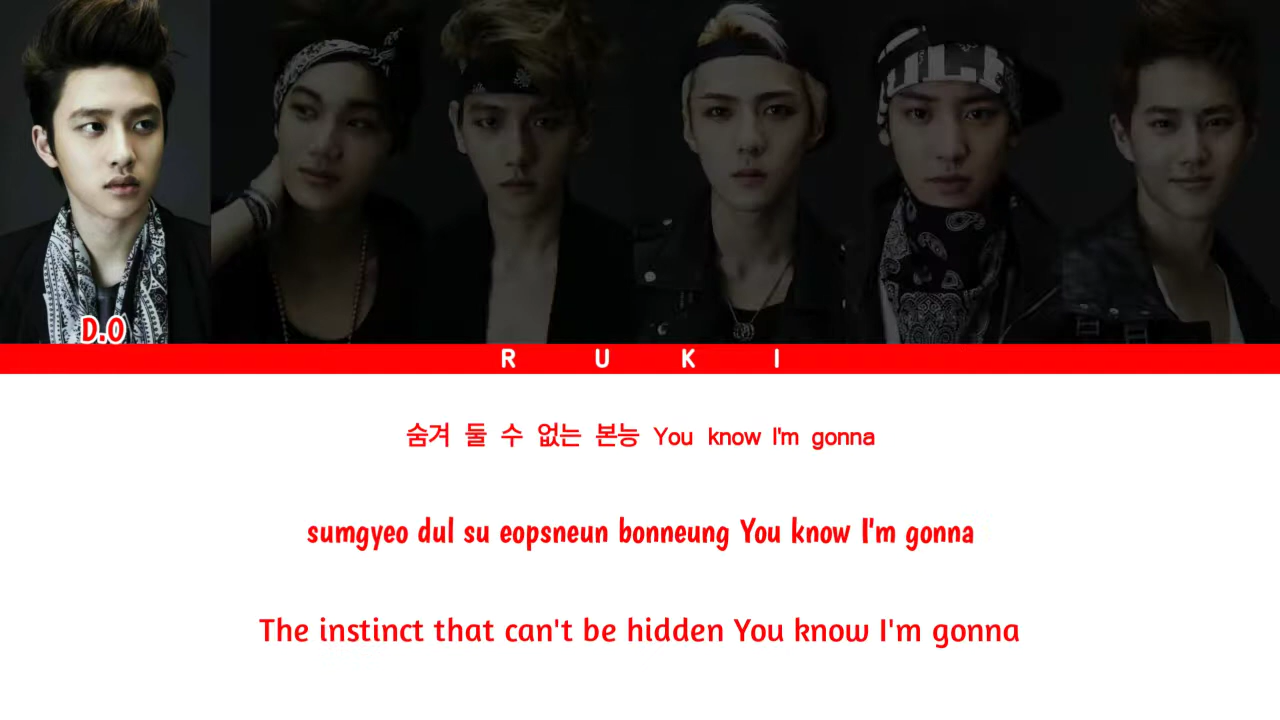 D.O
R U K I
숨겨 둘 수 없는 본능 You know I'm gonna
sumgyeo dul su eopsneun bonneung You know I'm gonna
The instinct that can't be hidden You know I'm gonna